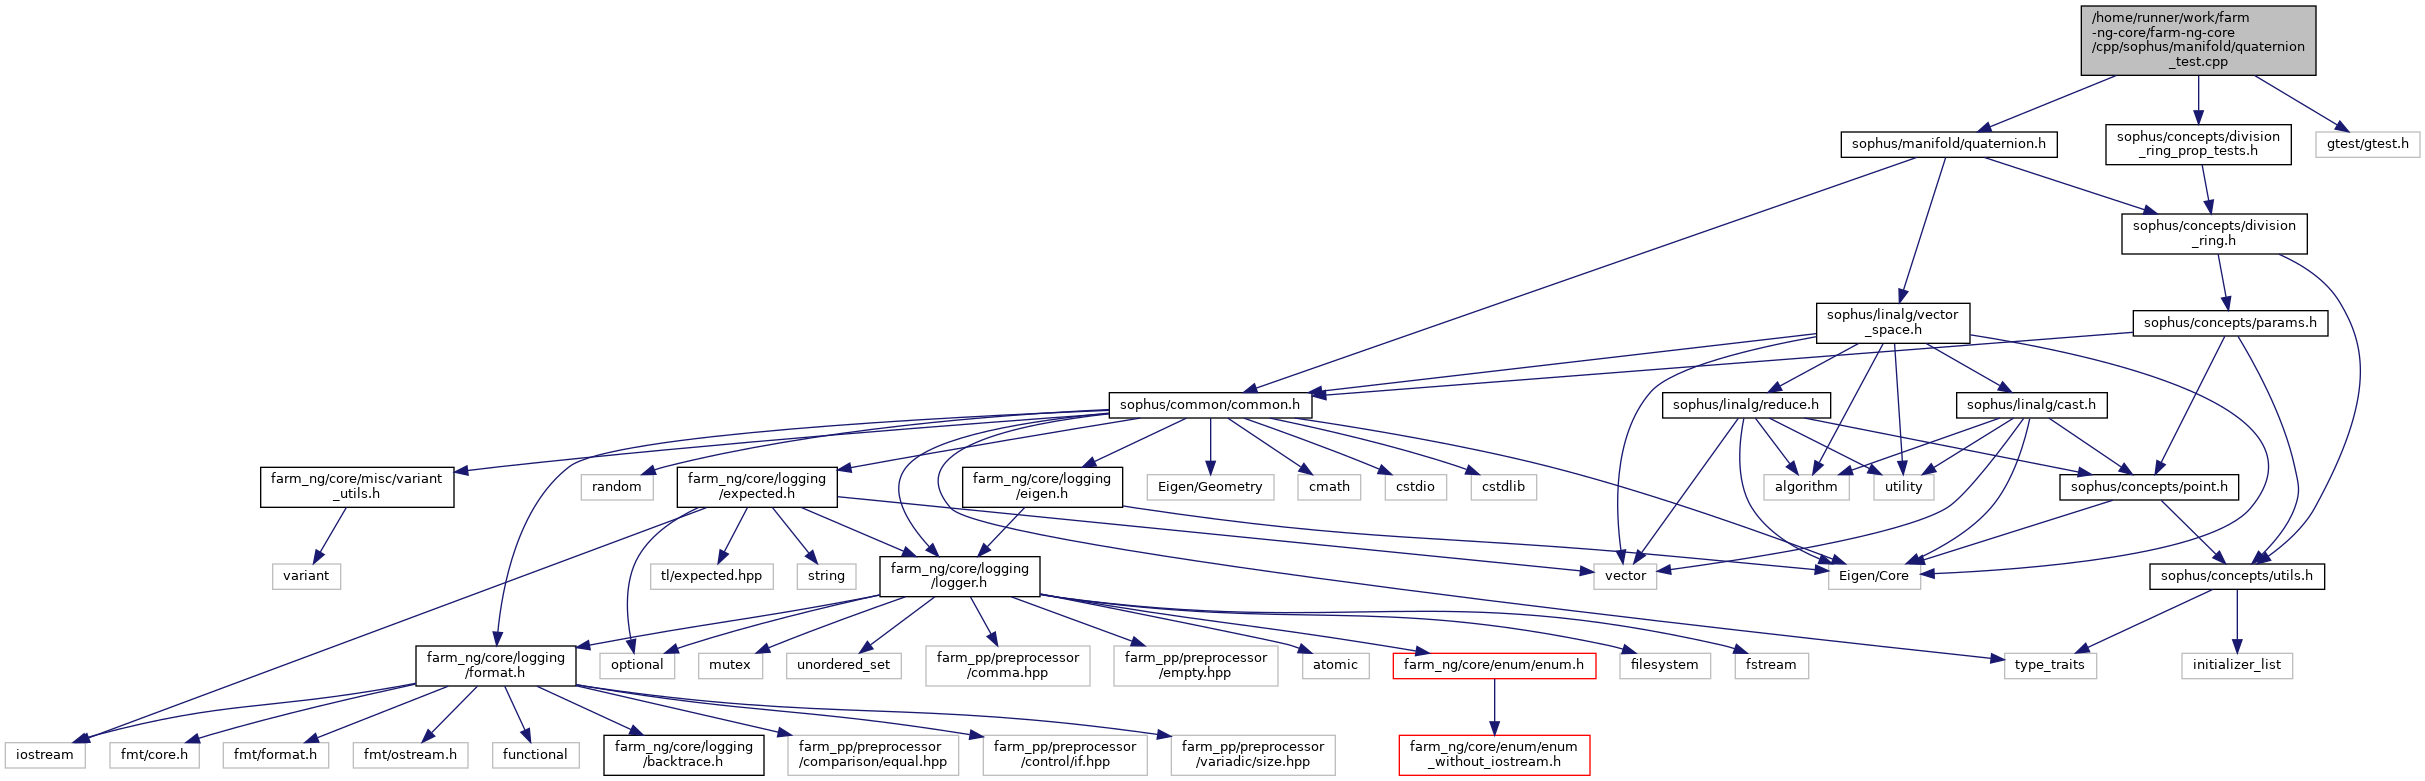 /home/runner/work/farm
-ng-core/farm-ng-core
/cpp/sophus/manifold/quaternion
_test.cpp
sophus/manifold/quaternion.h
sophus/concepts/division
_ring_prop_tests.h
gtest/gtest.h
sophus/concepts/division
_ring.h
sophus/linalg/vector
_space.h
sophus/concepts/params.h
sophus/common/common.h
sophus/linalg/reduce.h
sophus/linalg/cast.h
farm_ng/core/misc/variant
_utils.h
random
farm_ng/core/logging
/expected.h
farm_ng/core/logging
/eigen.h
Eigen/Geometry
cmath
cstdio
cstdlib
algorithm
utility
sophus/concepts/point.h
variant
tl/expected.hpp
string
farm_ng/core/logging
/logger.h
vector
Eigen/Core
sophus/concepts/utils.h
farm_ng/core/logging
/format.h
optional
mutex
unordered_set
farm_pp/preprocessor
/comma.hpp
farm_pp/preprocessor
/empty.hpp
atomic
farm_ng/core/enum/enum.h
filesystem
fstream
type_traits
initializer_list
iostream
fmt/core.h
fmt/format.h
fmt/ostream.h
functional
farm_ng/core/logging
/backtrace.h
farm_pp/preprocessor
/comparison/equal.hpp
farm_pp/preprocessor
/control/if.hpp
farm_pp/preprocessor
/variadic/size.hpp
farm_ng/core/enum/enum
_without_iostream.h